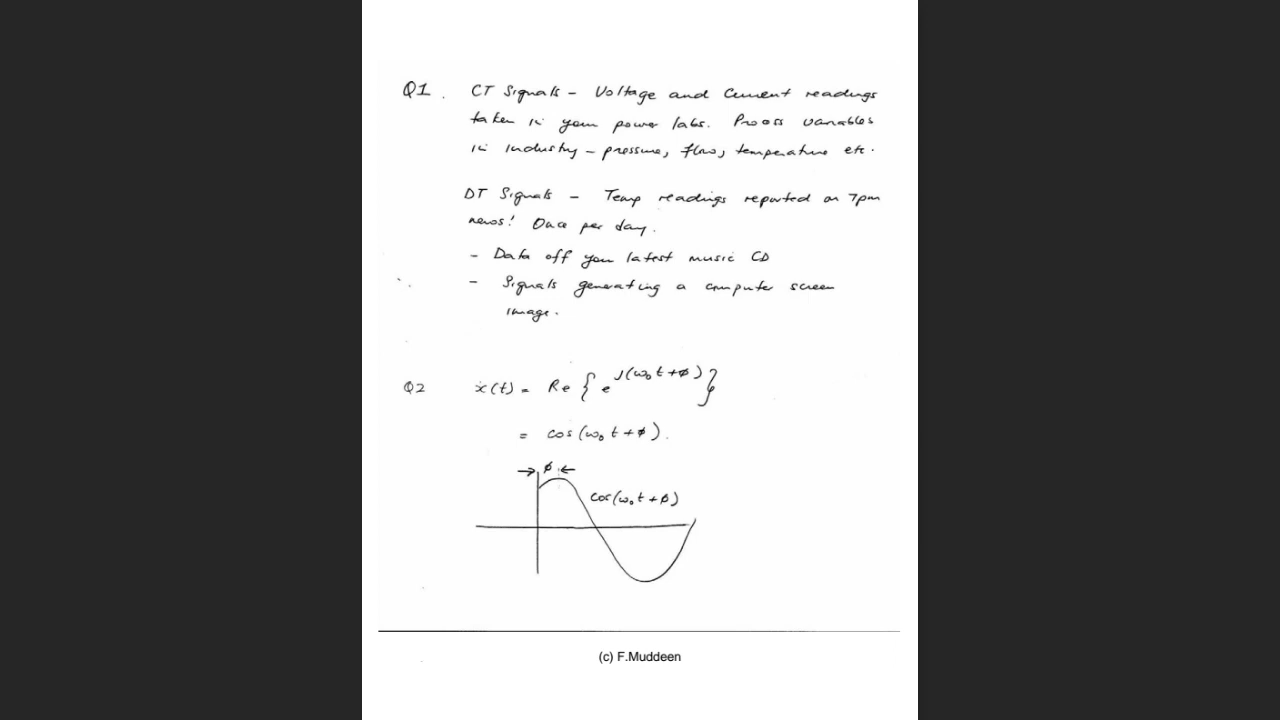 Q1. CT Signals - Voltage and Current readings
taken in your power labs. Process variables
in industry - pressure, flow, temperature etc.
DT Signals - Temp readings reported on 7pm
news! Once per day.
- Data off you latest music CD
- Signals generating a computer screen
image.
Q2 x(t) = Re { e^{j(ω₀t+φ)} }
= cos(ω₀t+φ).
→ φ ←
cos(ω₀t+φ)
(c) F.Muddeen